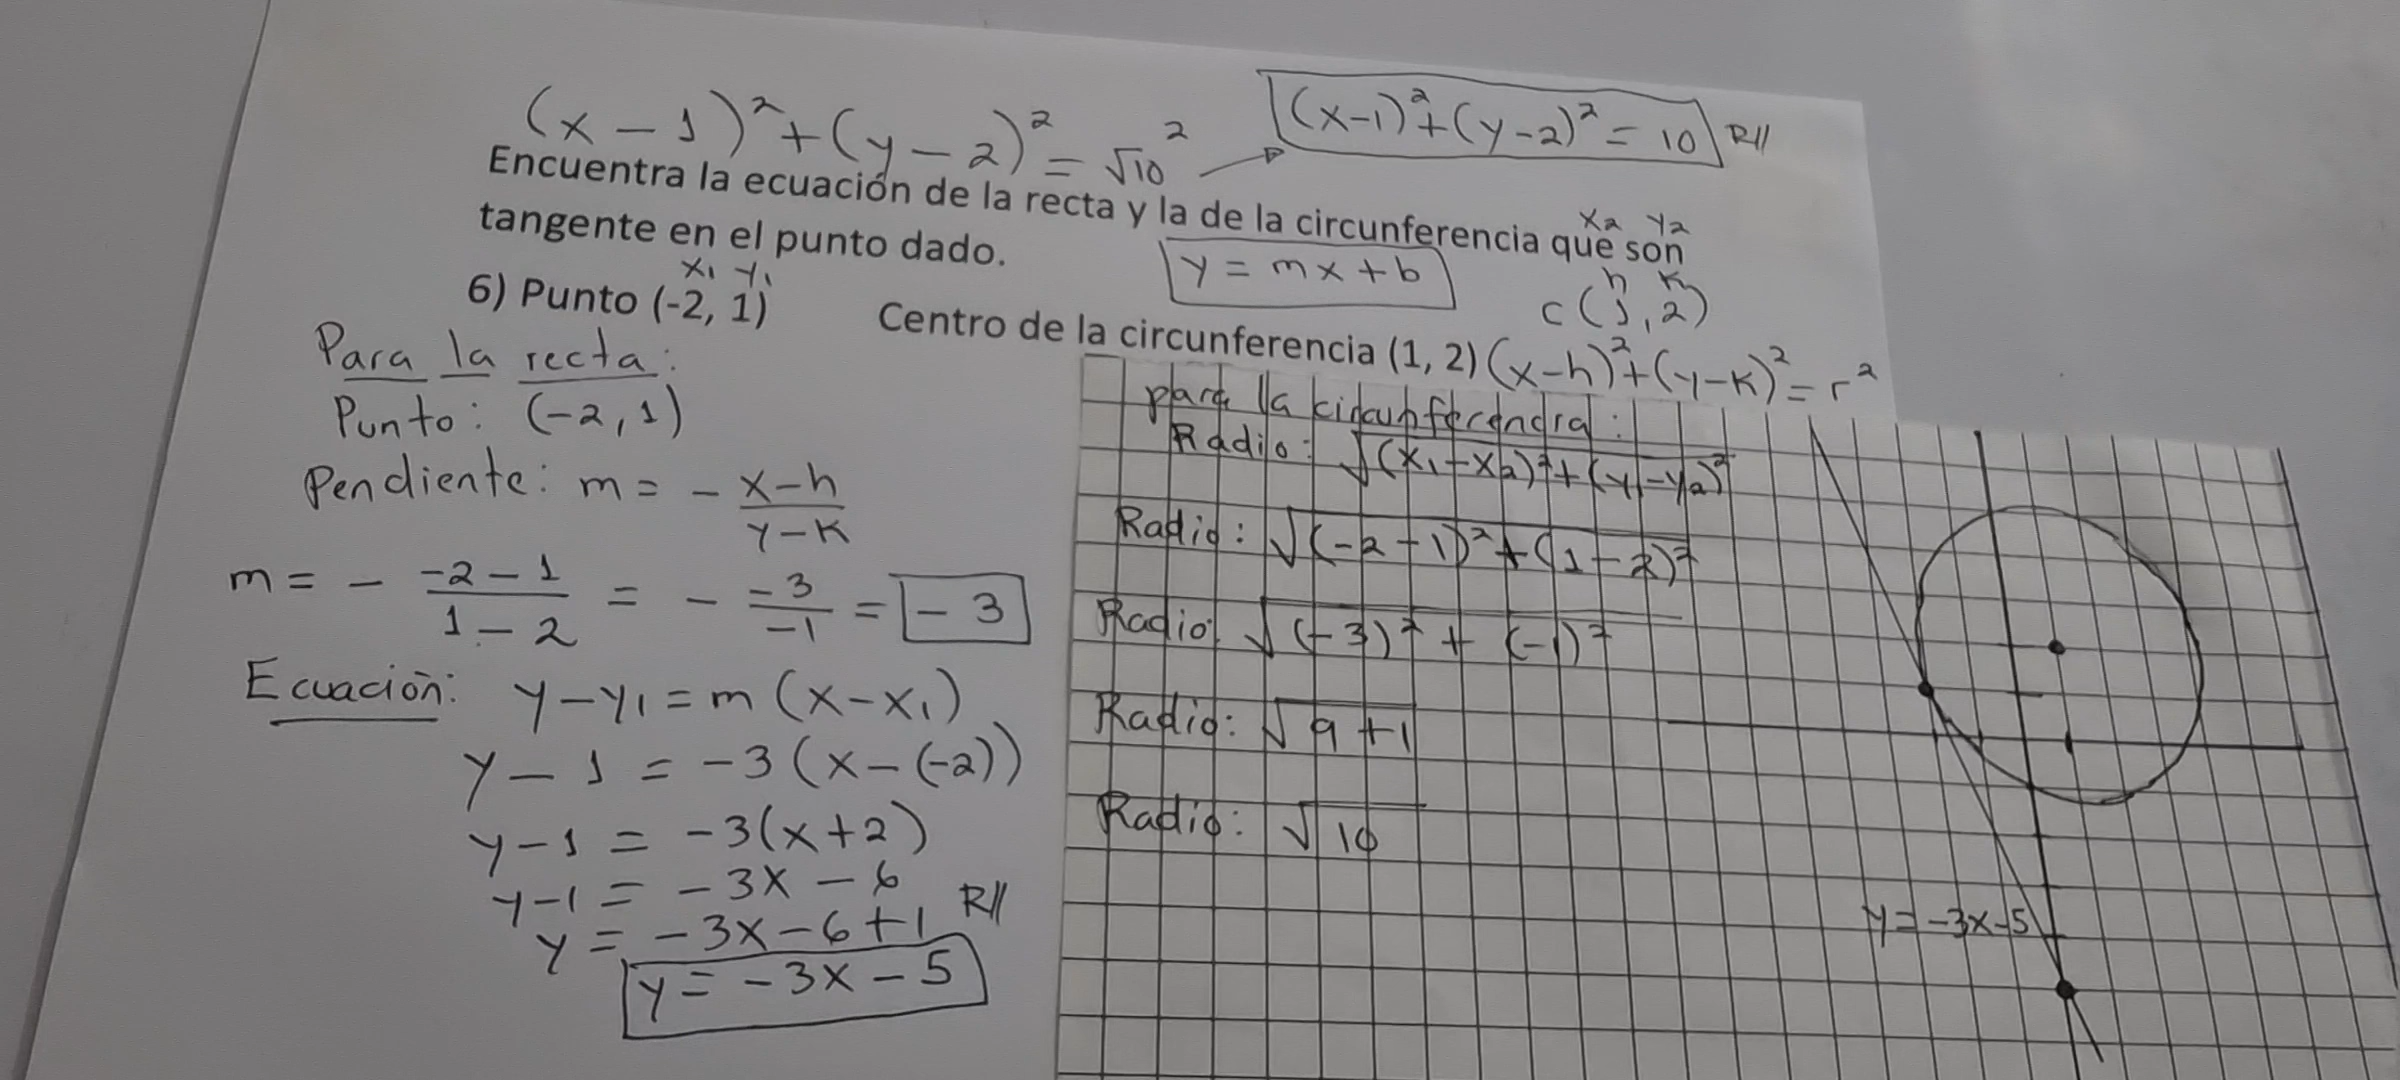 (x-1)²+(y-2)²=√10² → (x-1)²+(y-2)²=10 R//
Encuentra la ecuación de la recta y la de la circunferencia que son
tangente en el punto dado.
y = mx + b
x₂ y₂
h k
c(1,2)
x₁ y₁
6) Punto (-2, 1) Centro de la circunferencia (1, 2) (x-h)²+(y-k)²=r²
Para la recta:
Punto: (-2,1)
Pendiente: m = - (x-h)/(y-k)
m = - (-2-1)/(1-2) = - (-3)/(-1) = -3
Ecuación: y-y₁=m(x-x₁)
y-1 = -3(x-(-2))
y-1 = -3(x+2)
y-1 = -3x-6
y = -3x-6+1 R//
y = -3x-5
para la circunferencia:
Radio: √(x₁-x₂)²+(y₁-y₂)²
Radio: √(-2-1)²+(1-2)²
Radio: √(-3)²+(-1)²
Radio: √9+1
Radio: √10
y=-3x-5